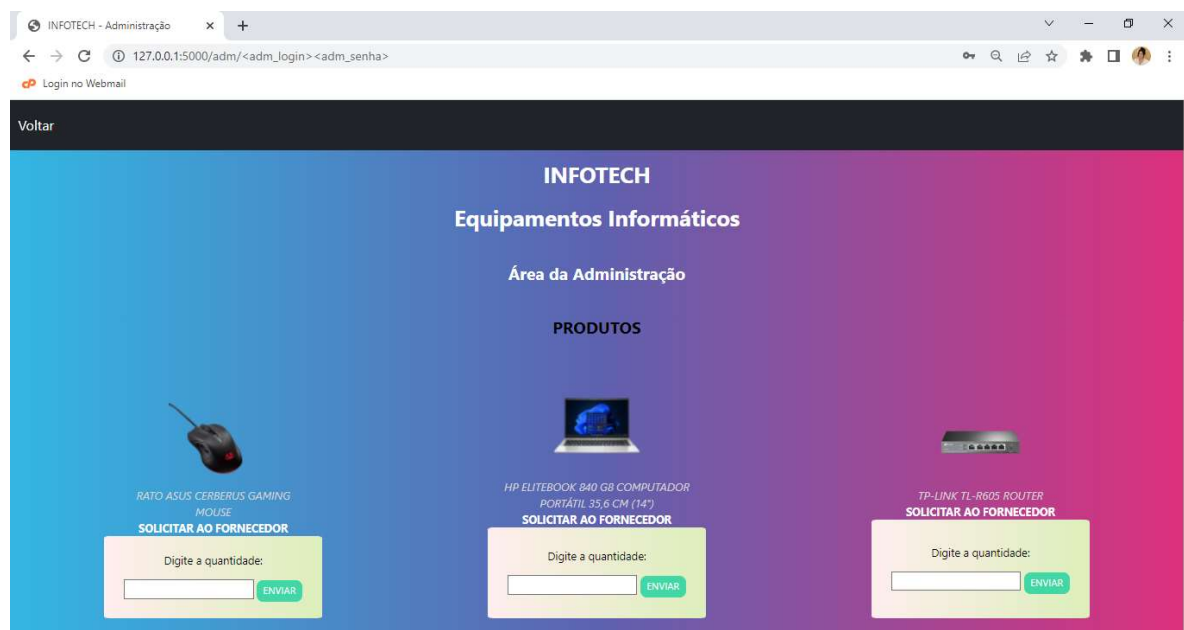 INFOTECH - Administração
127.0.0.1:5000/adm/<adm_login><adm_senha>
cP Login no Webmail
Voltar
INFOTECH
Equipamentos Informáticos
Área da Administração
PRODUTOS
RATO ASUS CERBERUS GAMING
MOUSE
SOLICITAR AO FORNECEDOR
Digite a quantidade:
ENVIAR
HP ELITEBOOK 840 G8 COMPUTADOR
PORTÁTIL 35,6 CM (14")
SOLICITAR AO FORNECEDOR
Digite a quantidade:
ENVIAR
TP-LINK TL-R605 ROUTER
SOLICITAR AO FORNECEDOR
Digite a quantidade:
ENVIAR